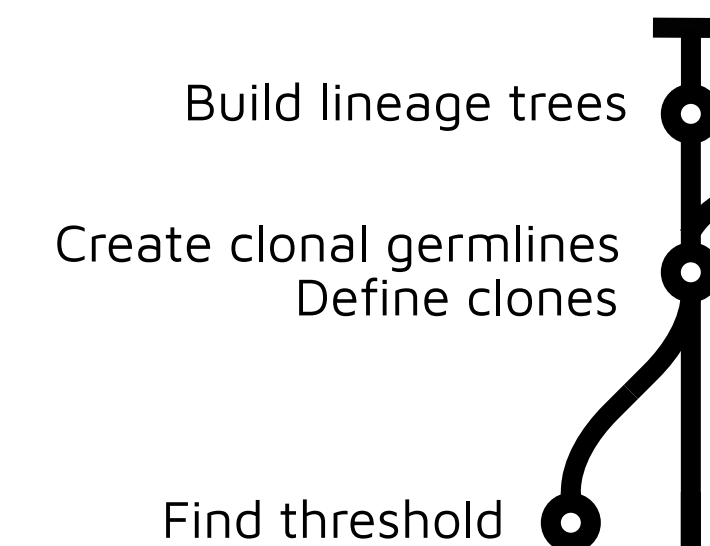 Build lineage trees
Create clonal germlines
Define clones
Find threshold